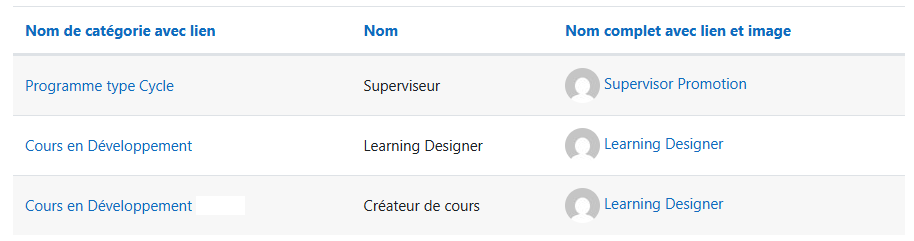 Nom de catégorie avec lien Nom Nom complet avec lien et image
Programme type Cycle Superviseur Supervisor Promotion
Cours en Développement Learning Designer Learning Designer
Cours en Développement Créateur de cours Learning Designer